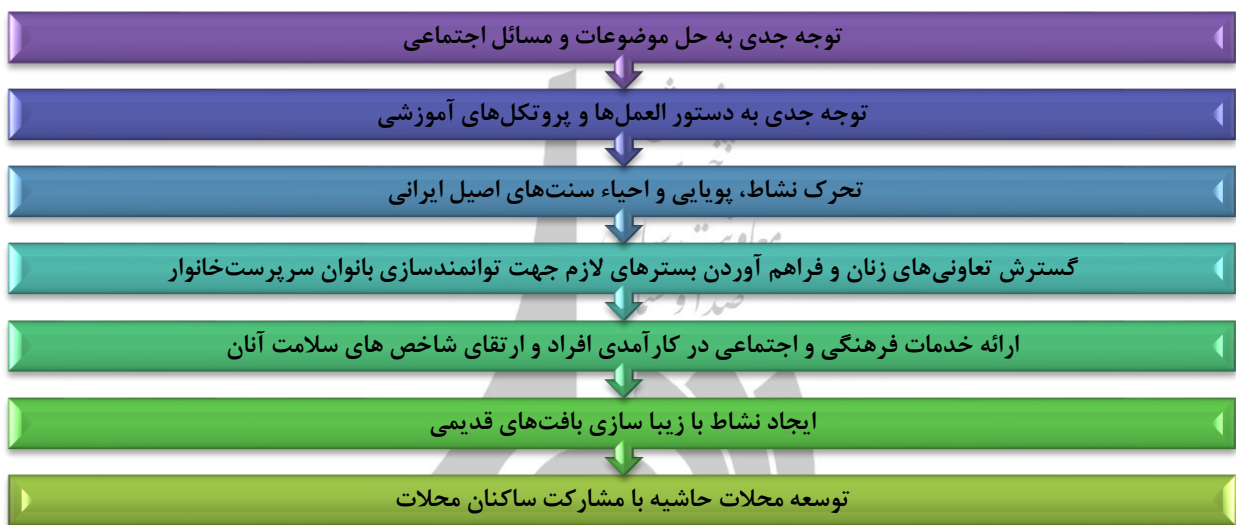 توجه جدی به حل موضوعات و مسائل اجتماعی
توجه جدی به دستور العمل‌ها و پروتکل‌های آموزشی
تحرک نشاط، پویایی و احیاء سنت‌های اصیل ایرانی
گسترش تعاونی‌های زنان و فراهم آوردن بسترهای لازم جهت توانمندسازی بانوان سرپرست‌خانوار
ارائه خدمات فرهنگی و اجتماعی در کارآمدی افراد و ارتقای شاخص های سلامت آنان
ایجاد نشاط با زیبا سازی بافت‌های قدیمی
توسعه محلات حاشیه با مشارکت ساکنان محلات